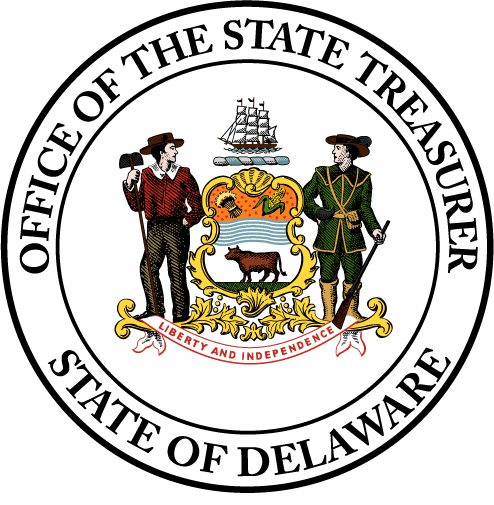 OFFICE OF THE STATE TREASURER
LIBERTY AND INDEPENDENCE
STATE OF DELAWARE